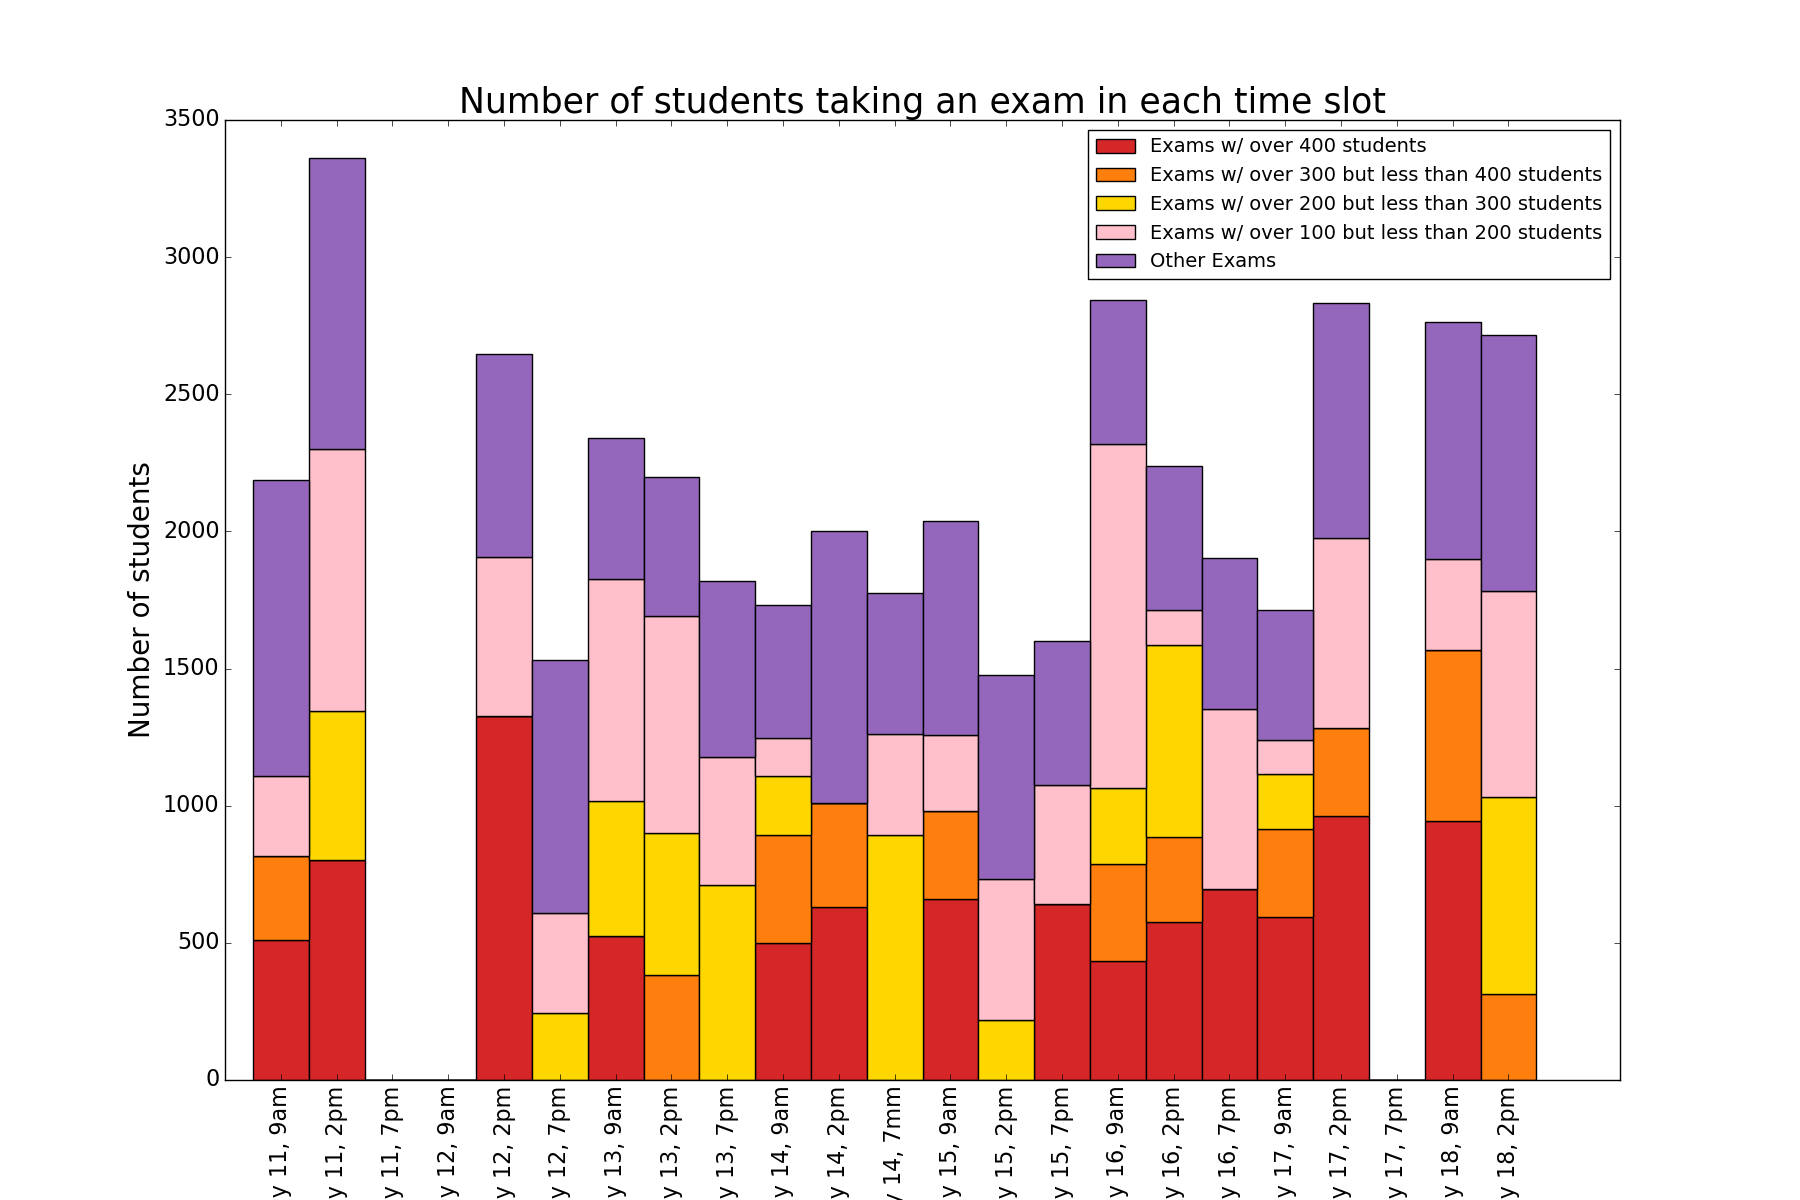 Number of students taking an exam in each time slot
Exams w/ over 400 students
Exams w/ over 300 but less than 400 students
Exams w/ over 200 but less than 300 students
Exams w/ over 100 but less than 200 students
Other Exams
Number of students
3500
3000
2500
2000
1500
1000
500
0
y 11, 9am
y 11, 2pm
y 11, 7pm
y 12, 9am
y 12, 2pm
y 12, 7pm
y 13, 9am
y 13, 2pm
y 13, 7pm
y 14, 9am
y 14, 2pm
y 14, 7mm
y 15, 9am
y 15, 2pm
y 15, 7pm
y 16, 9am
y 16, 2pm
y 16, 7pm
y 17, 9am
y 17, 2pm
y 17, 7pm
y 18, 9am
y 18, 2pm